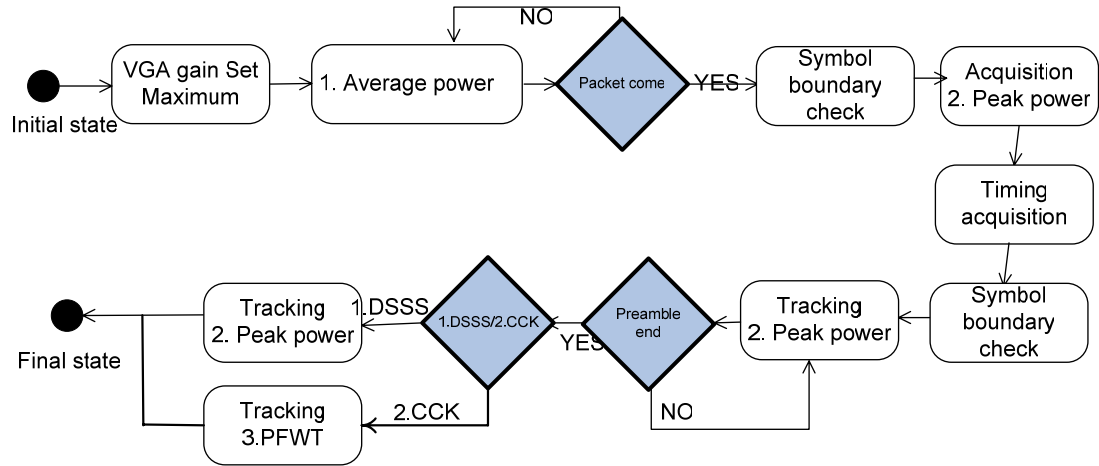 NO
VGA gain Set
Maximum
1. Average power
Packet come
YES
Symbol
boundary
check
Acquisition
2. Peak power
Initial state
Timing
acquisition
Symbol
boundary
check
Tracking
2. Peak power
Preamble
end
YES
NO
1.DSSS/2.CCK
1.DSSS
2.CCK
Tracking
2. Peak power
Tracking
3.PFWT
Final state